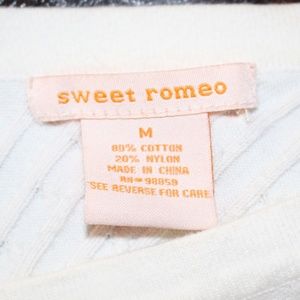 sweet romeo
M
80% COTTON
20% NYLON
MADE IN CHINA
RN# 98859
SEE REVERSE FOR CARE